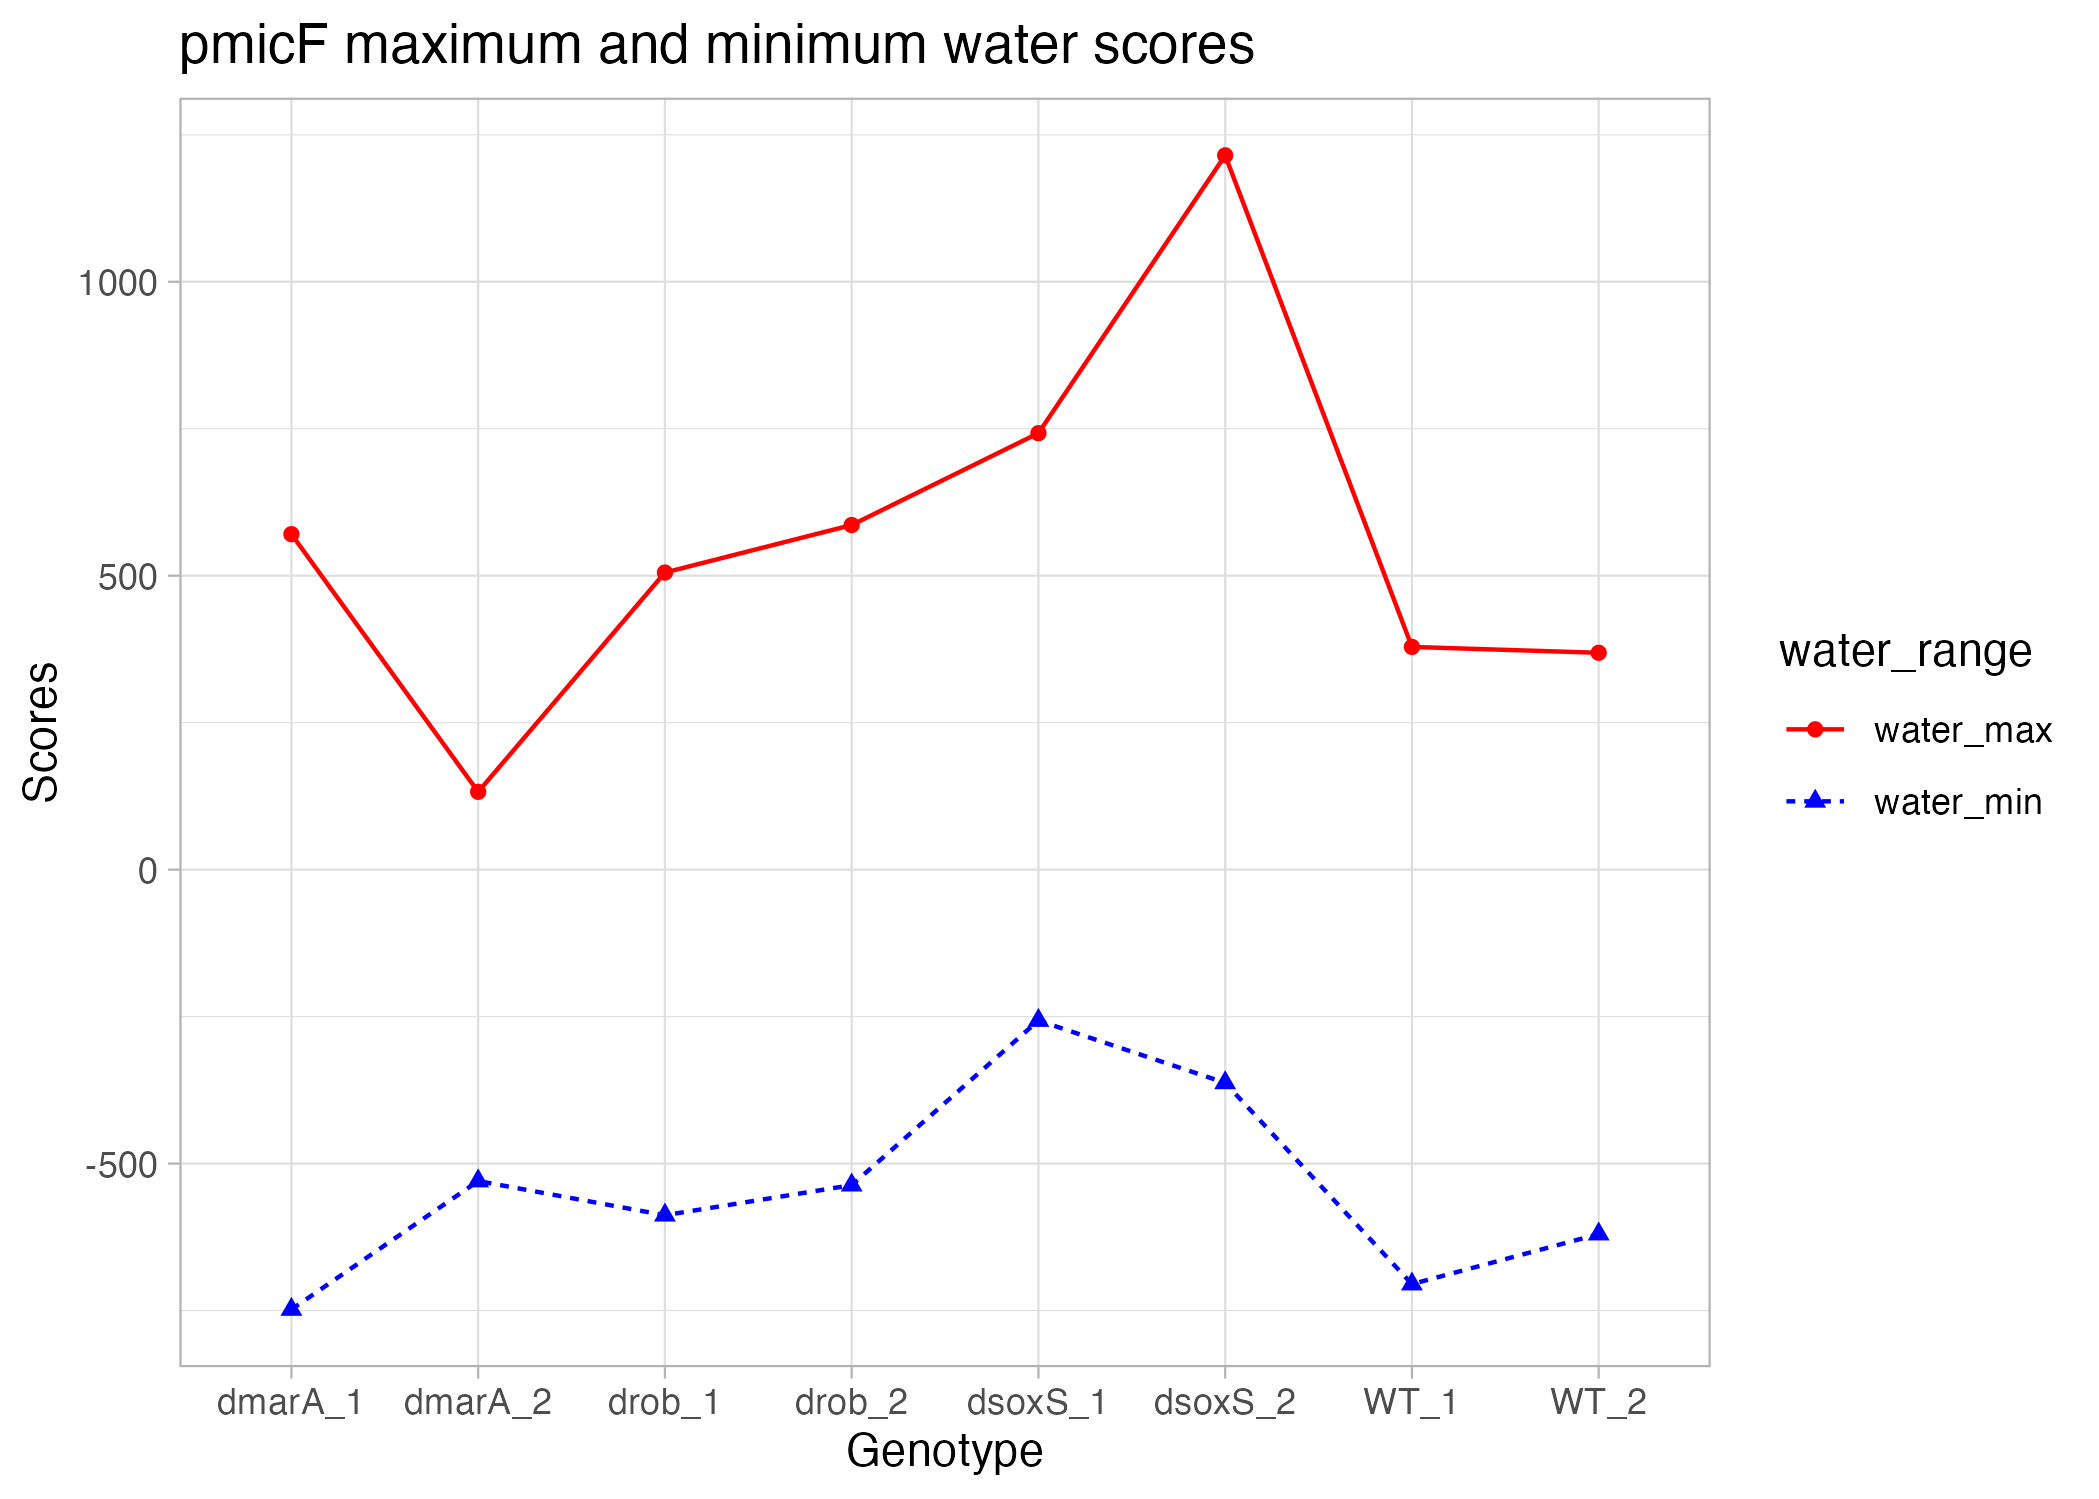 pmicF maximum and minimum water scores
1000
500
0
-500
Scores
dmarA_1 dmarA_2 drob_1 drob_2 dsoxS_1 dsoxS_2 WT_1 WT_2
Genotype
water_range
water_max
water_min